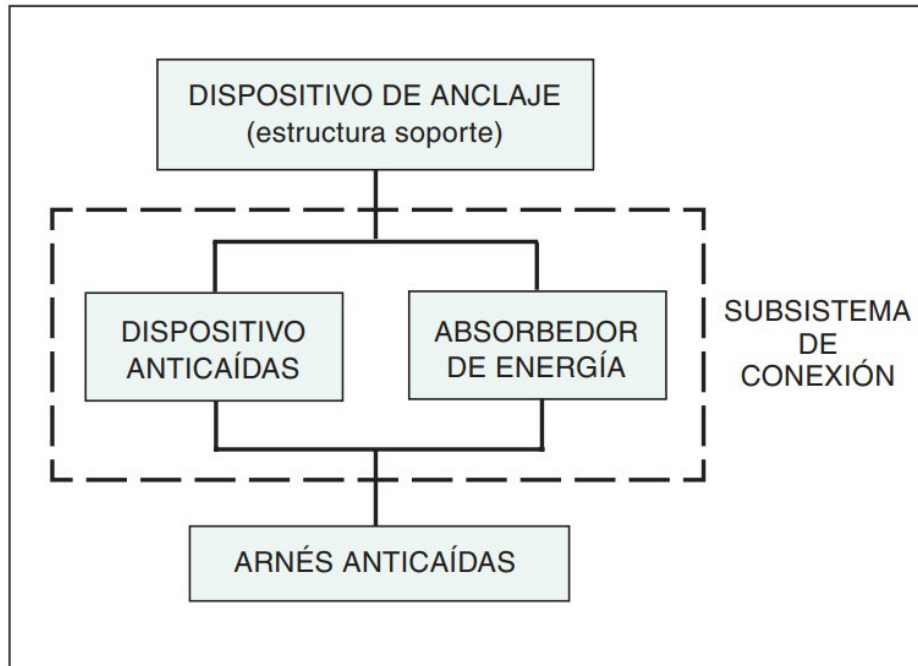 DISPOSITIVO DE ANCLAJE
(estructura soporte)
DISPOSITIVO
ANTICAÍDAS
ABSORBEDOR
DE ENERGÍA
SUBSISTEMA
DE
CONEXIÓN
ARNÉS ANTICAÍDAS